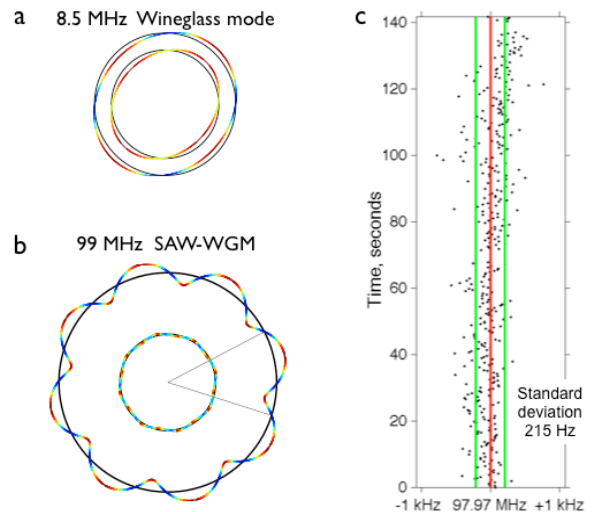 a
8.5 MHz Wineglass mode
b
99 MHz SAW-WGM
c
Time, seconds
140
120
100
80
60
40
20
0
Standard
deviation
215 Hz
-1 kHz 97.97 MHz +1 kHz